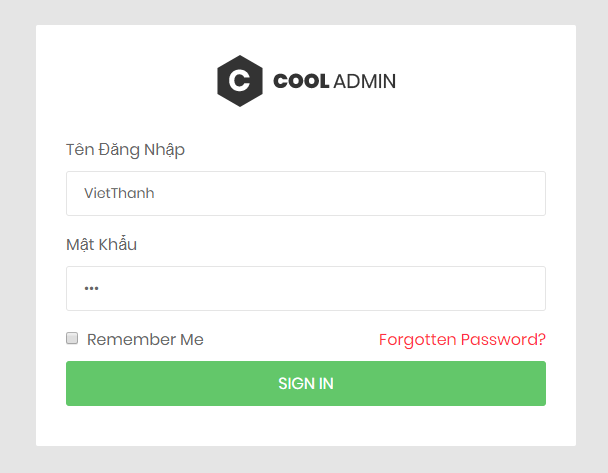 C COOL ADMIN
Tên Đăng Nhập
VietThanh
Mật Khẩu
•••
Remember Me Forgotten Password?
SIGN IN